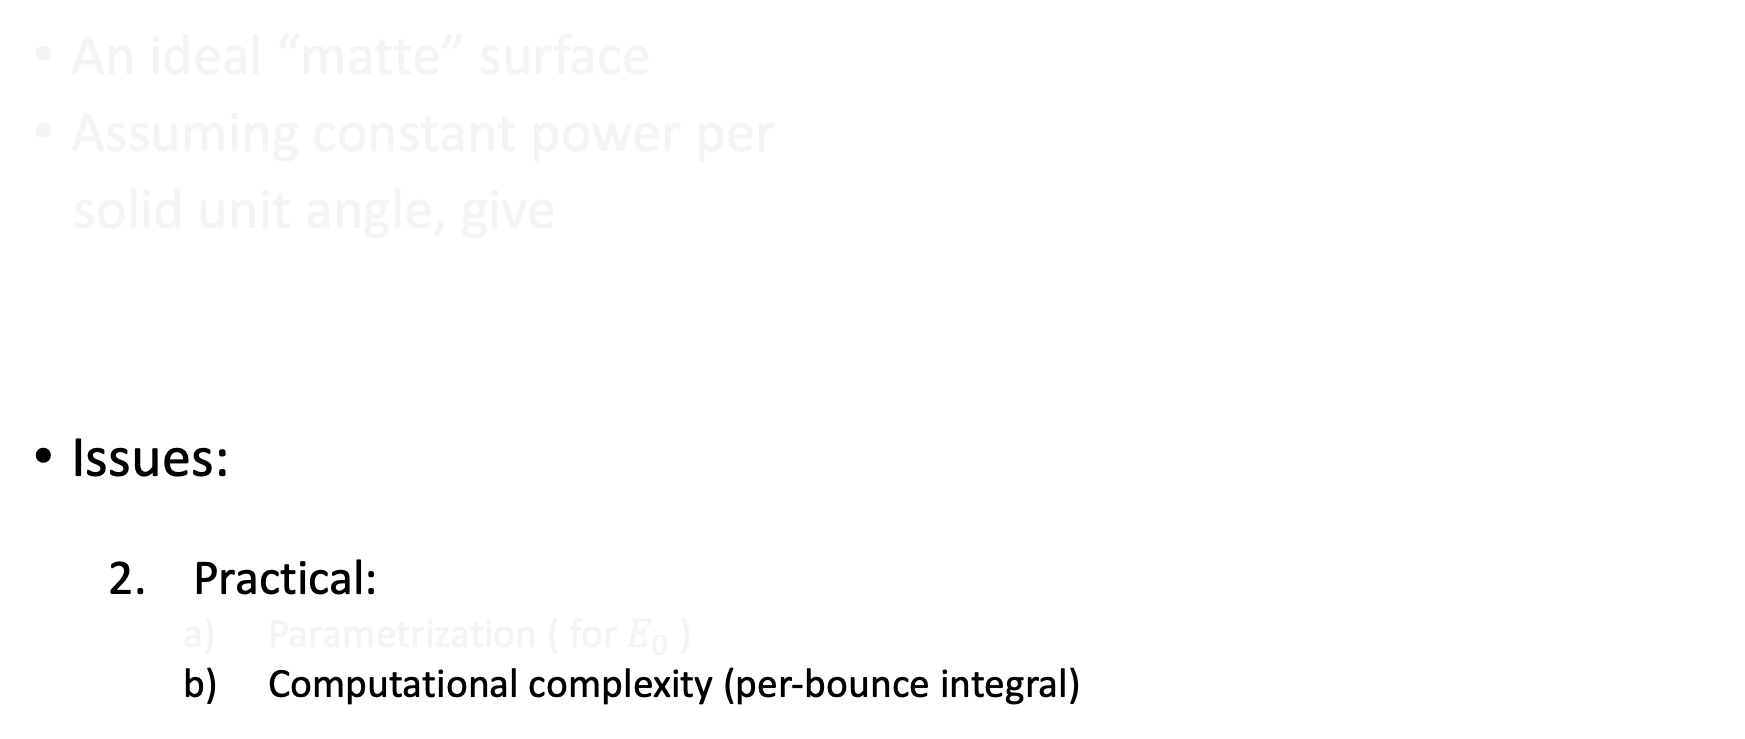 • An ideal “matte” surface
• Assuming constant power per
solid unit angle, give
• Issues:
2. Practical:
a) Parametrization ( for E₀ )
b) Computational complexity (per-bounce integral)